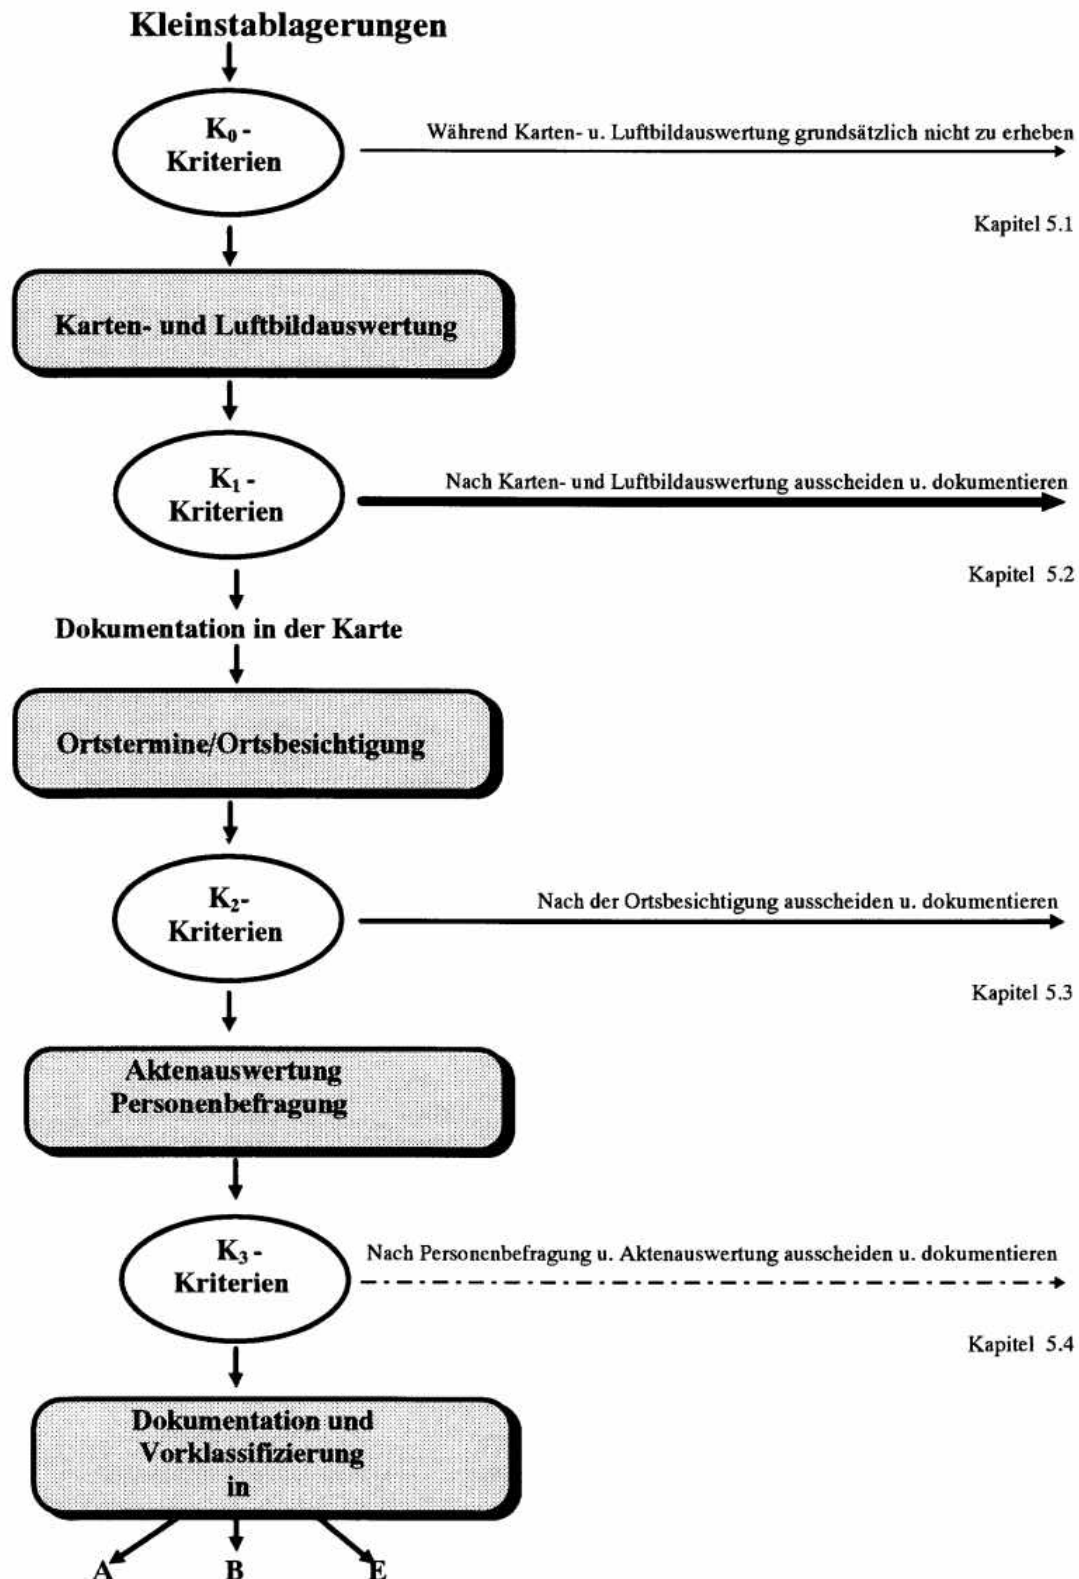 Kleinstablagerungen
K₀ -
Kriterien
Während Karten- u. Luftbildauswertung grundsätzlich nicht zu erheben
Kapitel 5.1
Karten- und Luftbildauswertung
K₁ -
Kriterien
Nach Karten- und Luftbildauswertung ausscheiden u. dokumentieren
Kapitel 5.2
Dokumentation in der Karte
Ortstermine/Ortsbesichtigung
K₂-
Kriterien
Nach der Ortsbesichtigung ausscheiden u. dokumentieren
Kapitel 5.3
Aktenauswertung
Personenbefragung
K₃ -
Kriterien
Nach Personenbefragung u. Aktenauswertung ausscheiden u. dokumentieren
Kapitel 5.4
Dokumentation und
Vorklassifizierung
in
A B E